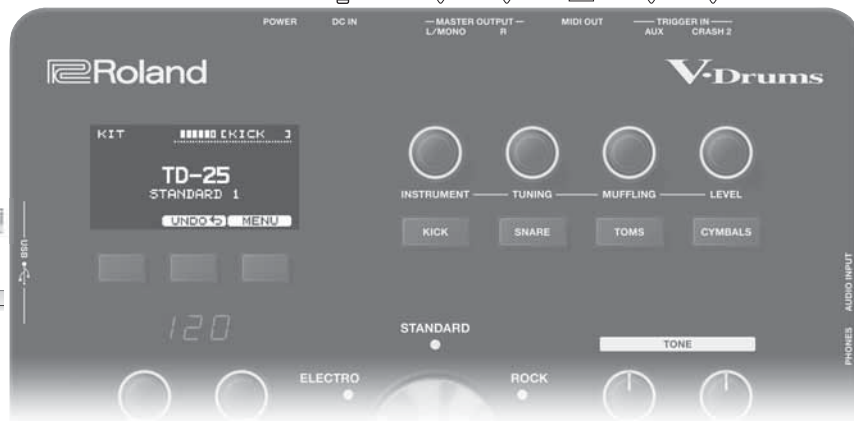 POWER DC IN MASTER OUTPUT MIDI OUT TRIGGER IN
L/MONO R AUX CRASH 2
Roland V-Drums
KIT [KICK ]
TD-25
STANDARD 1
UNDO MENU
INSTRUMENT TUNING MUFFLING LEVEL
KICK SNARE TOMS CYMBALS
USB
AUDIO INPUT
PHONES
120
STANDARD
TONE
ELECTRO ROCK